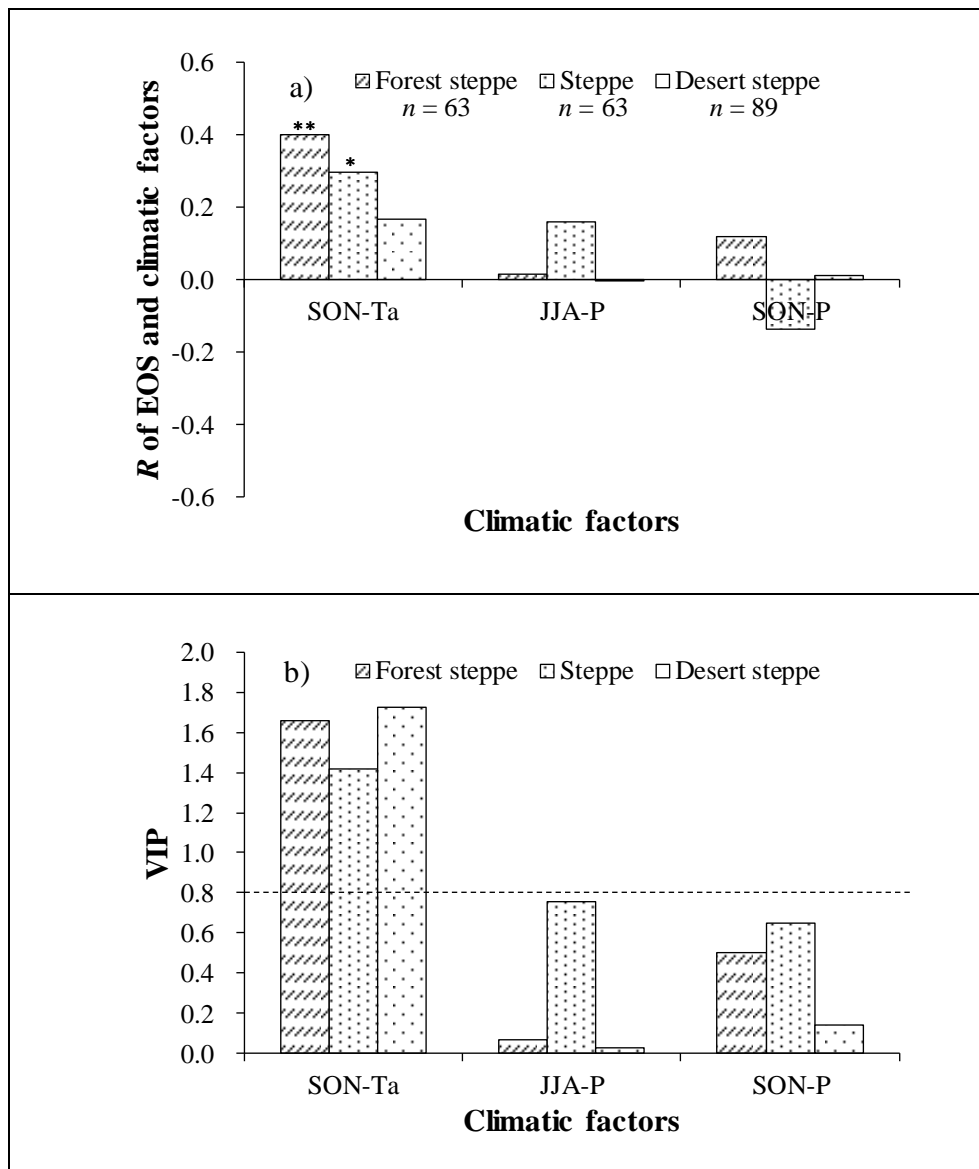 a)
Forest steppe Steppe Desert steppe
n = 63 n = 63 n = 89
0.6
0.4
0.2
0.0
-0.2
-0.4
-0.6
** *
R of EOS and climatic factors
SON-Ta JJA-P SON-P
Climatic factors
b)
Forest steppe Steppe Desert steppe
2.0
1.8
1.6
1.4
1.2
1.0
0.8
0.6
0.4
0.2
0.0
VIP
SON-Ta JJA-P SON-P
Climatic factors